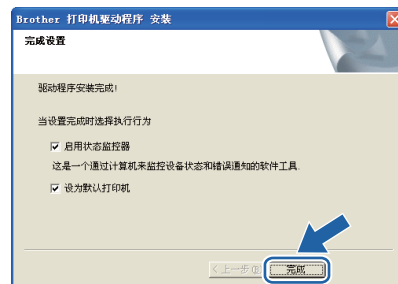 Brother 打印机驱动程序 安装
完成设置
驱动程序安装完成!
当设置完成时选择执行行为
启用状态监控器
这是一个通过计算机来监控设备状态和错误通知的软件工具.
设为默认打印机
<上一步(B) 完成